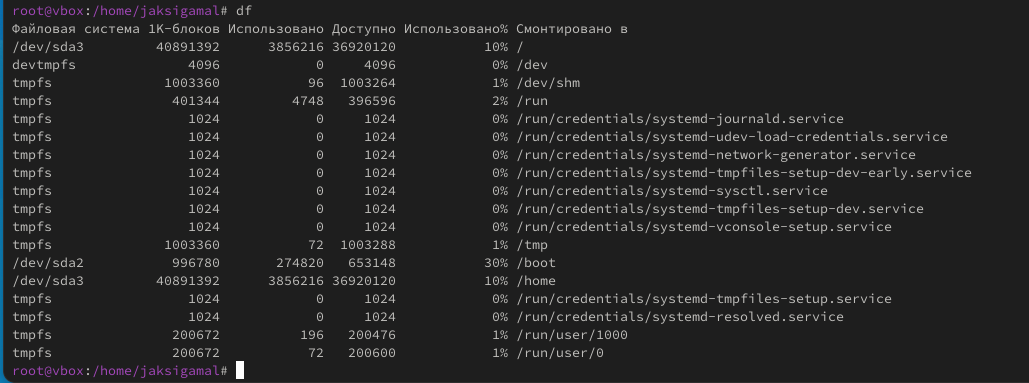 root@vbox:/home/jaksigamal# df
Файловая система 1K-блоков Использовано Доступно Использовано% Смонтировано в
/dev/sda3 40891392 3856216 36920120 10% /
devtmpfs 4096 0 4096 0% /dev
tmpfs 1003360 96 1003264 1% /dev/shm
tmpfs 401344 4748 396596 2% /run
tmpfs 1024 0 1024 0% /run/credentials/systemd-journald.service
tmpfs 1024 0 1024 0% /run/credentials/systemd-udev-load-credentials.service
tmpfs 1024 0 1024 0% /run/credentials/systemd-network-generator.service
tmpfs 1024 0 1024 0% /run/credentials/systemd-tmpfiles-setup-dev-early.service
tmpfs 1024 0 1024 0% /run/credentials/systemd-sysctl.service
tmpfs 1024 0 1024 0% /run/credentials/systemd-tmpfiles-setup-dev.service
tmpfs 1024 0 1024 0% /run/credentials/systemd-vconsole-setup.service
tmpfs 1003360 72 1003288 1% /tmp
/dev/sda2 996780 274820 653148 30% /boot
/dev/sda3 40891392 3856216 36920120 10% /home
tmpfs 1024 0 1024 0% /run/credentials/systemd-tmpfiles-setup.service
tmpfs 1024 0 1024 0% /run/credentials/systemd-resolved.service
tmpfs 200672 196 200476 1% /run/user/1000
tmpfs 200672 72 200600 1% /run/user/0
root@vbox:/home/jaksigamal#